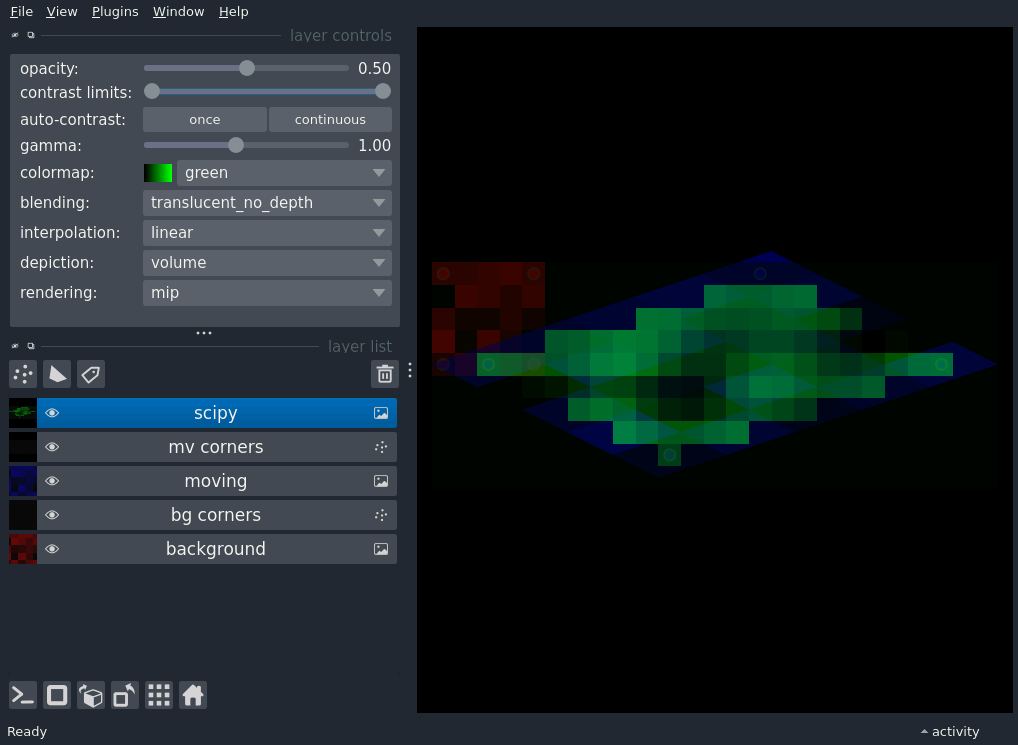 File View Plugins Window Help
layer controls
opacity: 0.50
contrast limits:
auto-contrast: once continuous
gamma: 1.00
colormap: green
blending: translucent_no_depth
interpolation: linear
depiction: volume
rendering: mip
layer list
scipy
mv corners
moving
bg corners
background
Ready activity